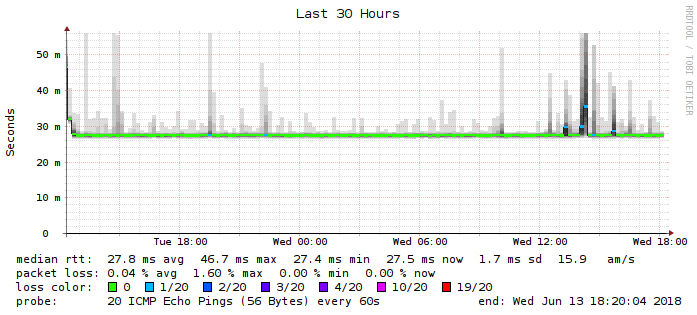 Last 30 Hours
RRDTOOL / TOBI OETIKER
Seconds
50 m
40 m
30 m
20 m
10 m
0
Tue 18:00 Wed 00:00 Wed 06:00 Wed 12:00 Wed 18:00
median rtt: 27.8 ms avg 46.7 ms max 27.4 ms min 27.5 ms now 1.7 ms sd 15.9 am/s
packet loss: 0.04 % avg 1.60 % max 0.00 % min 0.00 % now
loss color: 0 1/20 2/20 3/20 4/20 10/20 19/20
probe: 20 ICMP Echo Pings (56 Bytes) every 60s end: Wed Jun 13 18:20:04 2018